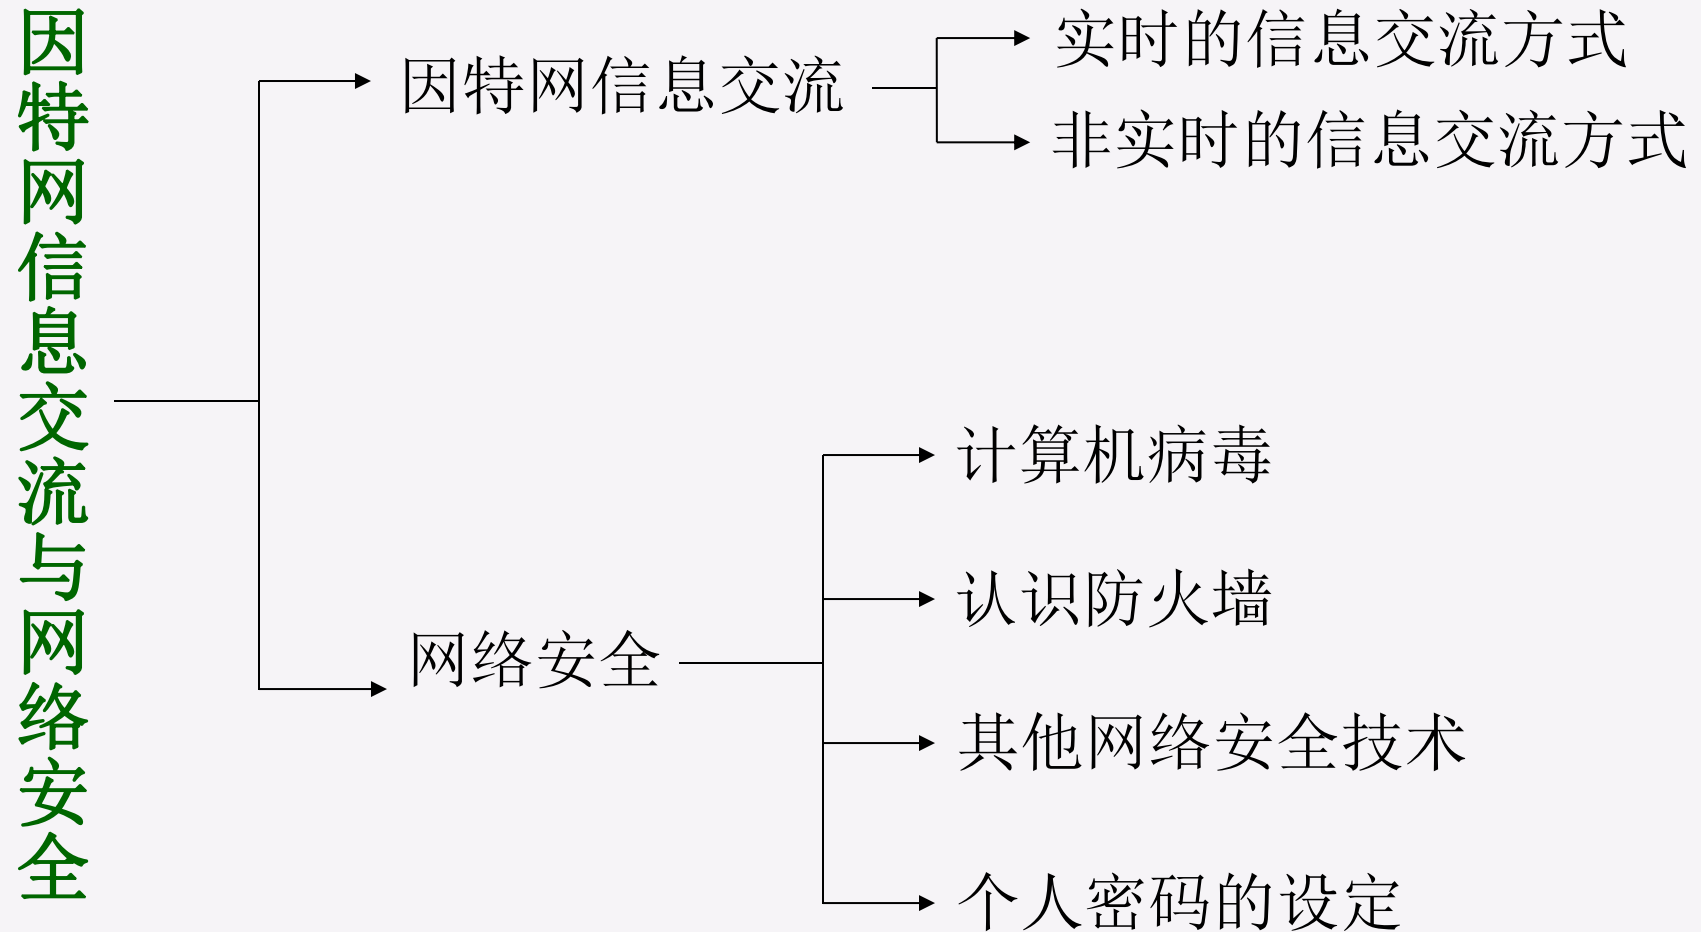 因特网信息交流与网络安全
因特网信息交流
实时的信息交流方式
非实时的信息交流方式
网络安全
计算机病毒
认识防火墙
其他网络安全技术
个人密码的设定